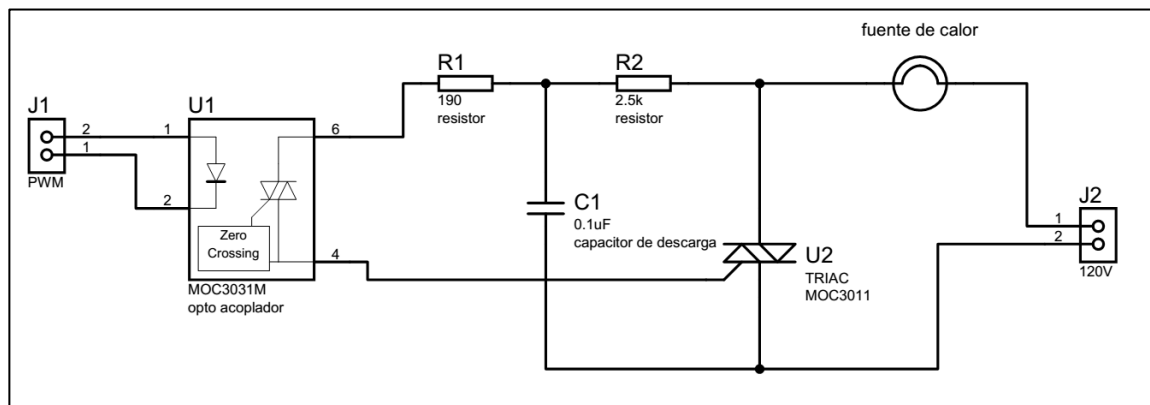 fuente de calor
R1
190
resistor
R2
2.5k
resistor
J1
2
1
PWM
U1
1
2
6
4
Zero
Crossing
MOC3031M
opto acoplador
C1
0.1uF
capacitor de descarga
U2
TRIAC
MOC3011
J2
1
2
120V